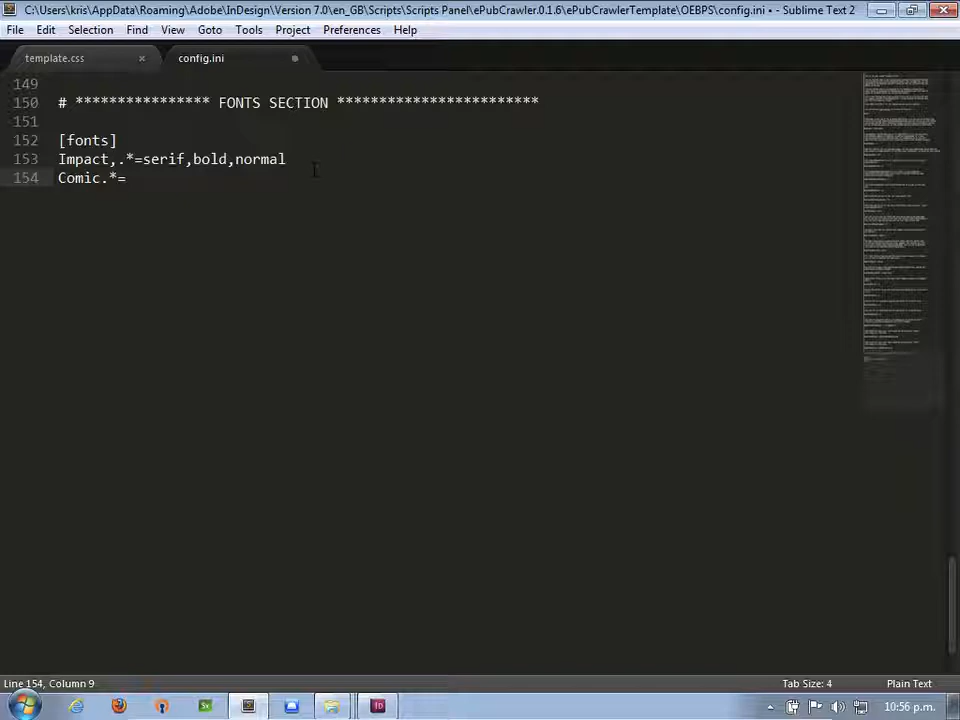 C:\Users\kris\AppData\Roaming\Adobe\InDesign\Version 7.0\en_GB\Scripts\Scripts Panel\ePubCrawler.0.1.6\ePubCrawlerTemplate\OEBPS\config.ini • - Sublime Text 2
File Edit Selection Find View Goto Tools Project Preferences Help
template.css config.ini
149
150 # **************** FONTS SECTION ************************
151
152 [fonts]
153 Impact,.*=serif,bold,normal
154 Comic.*=
Line 154, Column 9 Tab Size: 4 Plain Text
10:56 p.m.